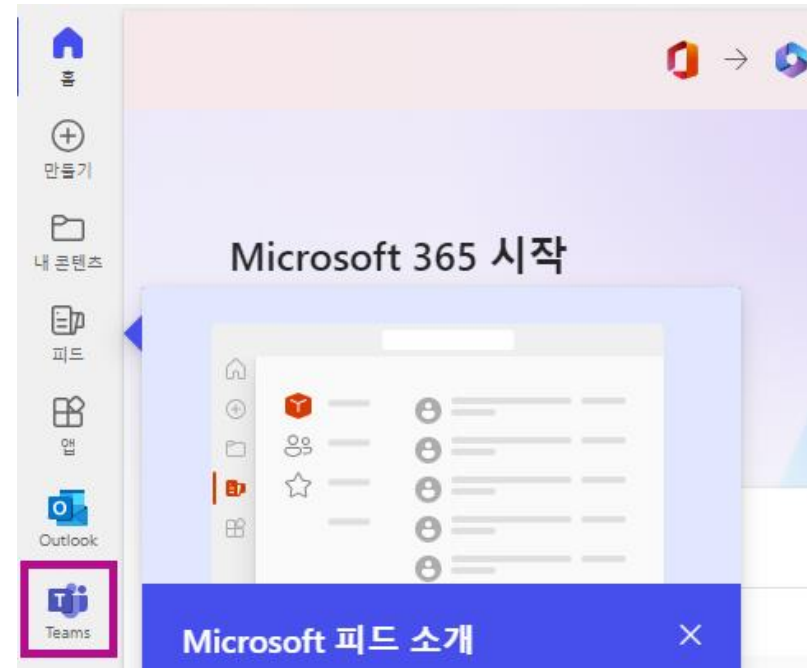 홈
만들기
내 콘텐츠
피드
앱
Outlook
Teams
Microsoft 365 시작
Microsoft 피드 소개